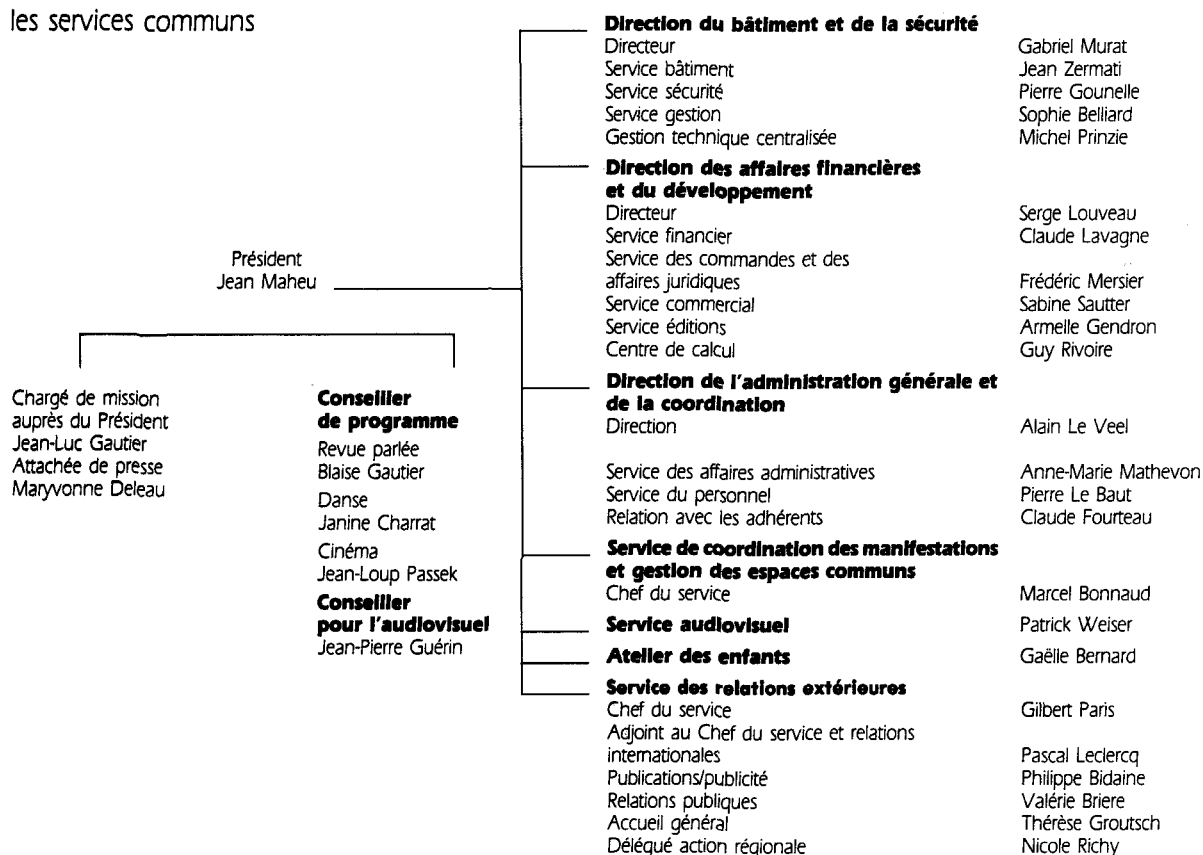 les services communs
Président
Jean Maheu
Chargé de mission
auprès du Président
Jean-Luc Gautier
Attachée de presse
Maryvonne Deleau
Conseiller
de programme
Revue parlée
Blaise Gautier
Danse
Janine Charrat
Cinéma
Jean-Loup Passek
Conseiller
pour l'audiovisuel
Jean-Pierre Guérin
Direction du bâtiment et de la sécurité
Directeur Gabriel Murat
Service bâtiment Jean Zermati
Service sécurité Pierre Gounelle
Service gestion Sophie Belliard
Gestion technique centralisée Michel Prinzie
Direction des affaires financières
et du développement
Directeur Serge Louveau
Service financier Claude Lavagne
Service des commandes et des
affaires juridiques Frédéric Mersier
Service commercial Sabine Sautter
Service éditions Armelle Gendron
Centre de calcul Guy Rivoire
Direction de l'administration générale et
de la coordination
Direction Alain Le Veel
Service des affaires administratives Anne-Marie Mathevon
Service du personnel Pierre Le Baut
Relation avec les adhérents Claude Fourteau
Service de coordination des manifestations
et gestion des espaces communs
Chef du service Marcel Bonnaud
Service audiovisuel Patrick Weiser
Atelier des enfants Gaëlle Bernard
Service des relations extérieures
Chef du service Gilbert Paris
Adjoint au Chef du service et relations
internationales Pascal Leclercq
Publications/publicité Philippe Bidaine
Relations publiques Valérie Briere
Accueil général Thérèse Groutsch
Délégué action régionale Nicole Richy